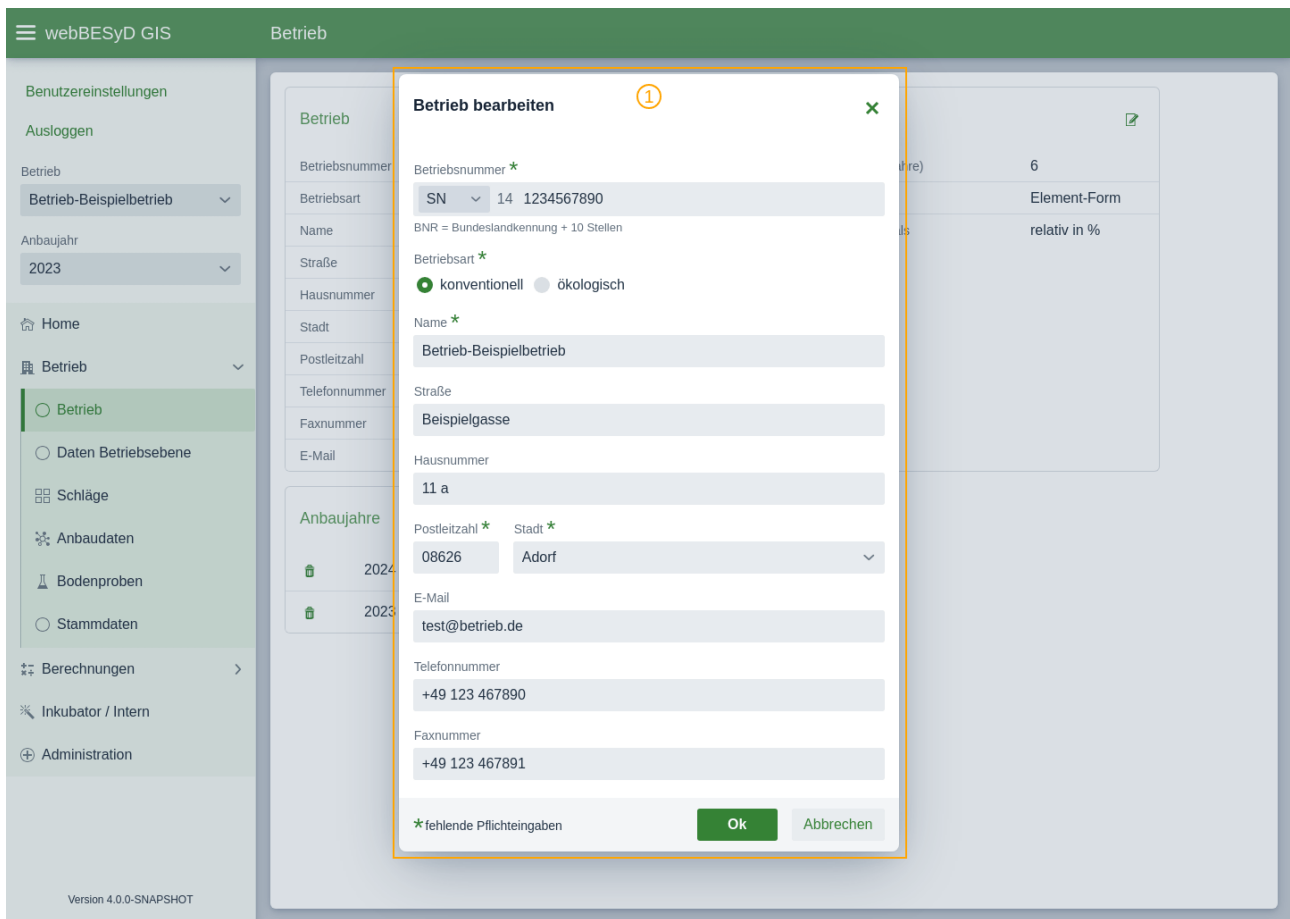 webBESyD GIS
Betrieb
Benutzereinstellungen
Ausloggen
Betrieb
Betrieb-Beispielbetrieb
Anbaujahr
2023
Home
Betrieb
Betrieb
Daten Betriebsebene
Schläge
Anbaudaten
Bodenproben
Stammdaten
Berechnungen
Inkubator / Intern
Administration
Version 4.0.0-SNAPSHOT
Betrieb
Betriebsnummer
Betriebsart
Name
Straße
Hausnummer
Stadt
Postleitzahl
Telefonnummer
Faxnummer
E-Mail
Anbaujahre
2024
2023
Betrieb bearbeiten
1
Betriebsnummer *
SN 14 1234567890
BNR = Bundeslandkennung + 10 Stellen
Betriebsart *
konventionell ökologisch
Name *
Betrieb-Beispielbetrieb
Straße
Beispielgasse
Hausnummer
11 a
Postleitzahl * Stadt *
08626 Adorf
E-Mail
test@betrieb.de
Telefonnummer
+49 123 467890
Faxnummer
+49 123 467891
* fehlende Pflichteingaben
Ok Abbrechen
6
Element-Form
relativ in %